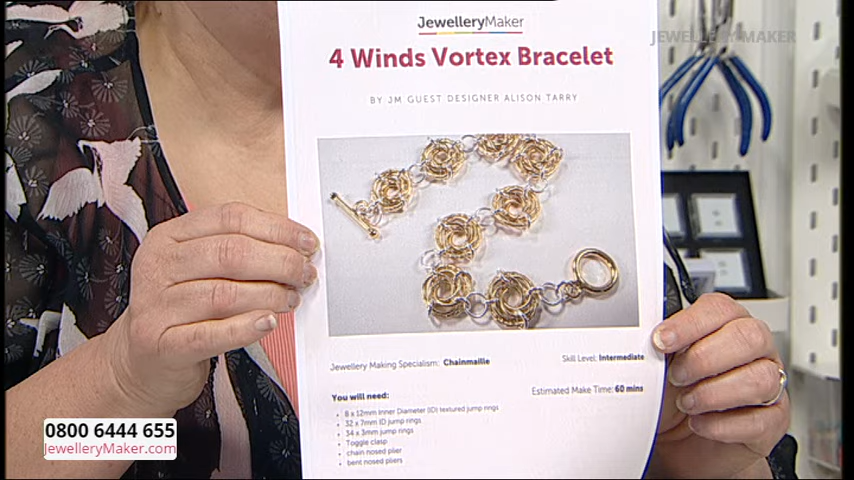 JewelleryMaker
JEWELLERY MAKER
4 Winds Vortex Bracelet
BY JM GUEST DESIGNER ALISON TARRY
Jewellery Making Specialism: Chainmaille
Skill Level: Intermediate
Estimated Make Time: 60 mins
You will need:
• 8 x 12mm Inner Diameter (ID) textured jump rings
• 32 x 7mm ID jump rings
• 34 x 3mm jump rings
• Toggle clasp
• chain nosed plier
• bent nosed pliers
0800 6444 655
JewelleryMaker.com